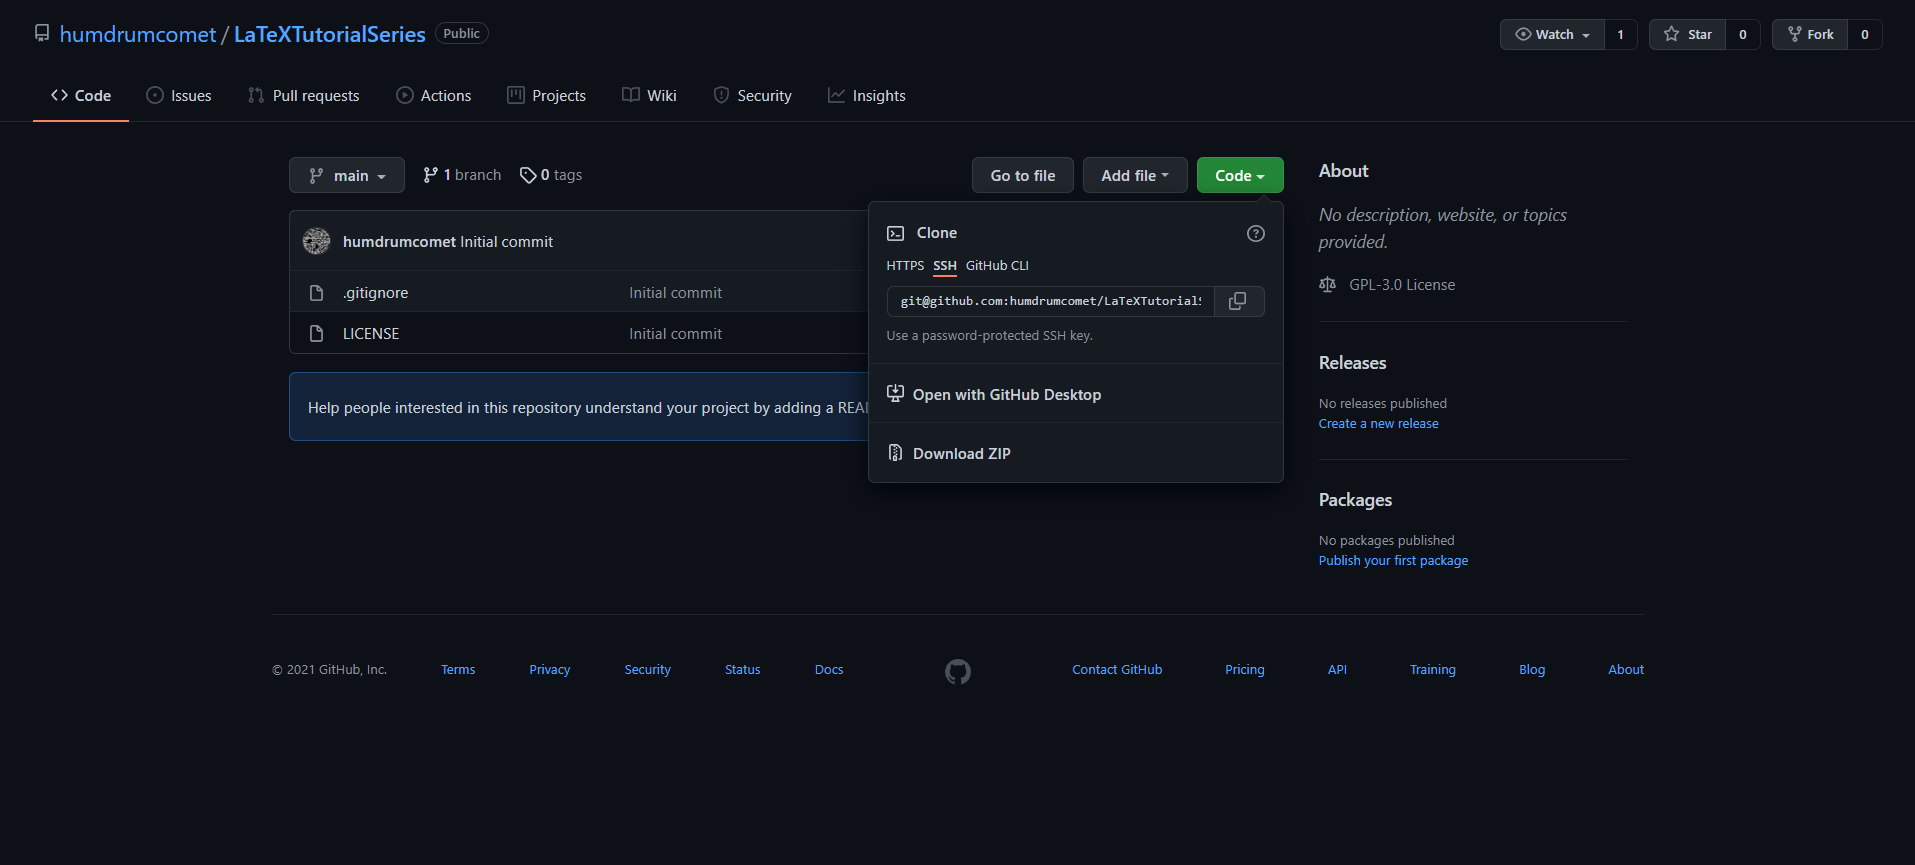 humdrumcomet / LaTeXTutorialSeries Public
Watch 1 Star 0 Fork 0
Code Issues Pull requests Actions Projects Wiki Security Insights
main 1 branch 0 tags Go to file Add file Code
humdrumcomet Initial commit
.gitignore Initial commit
LICENSE Initial commit
Help people interested in this repository understand your project by adding a
Clone
HTTPS SSH GitHub CLI
git@github.com:humdrumcomet/LaTeXTutorial
Use a password-protected SSH key.
Open with GitHub Desktop
Download ZIP
About
No description, website, or topics
provided.
GPL-3.0 License
Releases
No releases published
Create a new release
Packages
No packages published
Publish your first package
© 2021 GitHub, Inc. Terms Privacy Security Status Docs Contact GitHub Pricing API Training Blog About